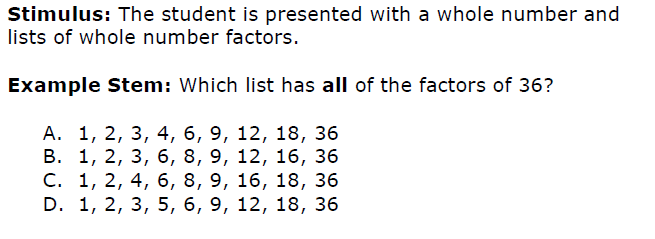 Stimulus: The student is presented with a whole number and
lists of whole number factors.
Example Stem: Which list has all of the factors of 36?
A. 1, 2, 3, 4, 6, 9, 12, 18, 36
B. 1, 2, 3, 6, 8, 9, 12, 16, 36
C. 1, 2, 4, 6, 8, 9, 16, 18, 36
D. 1, 2, 3, 5, 6, 9, 12, 18, 36